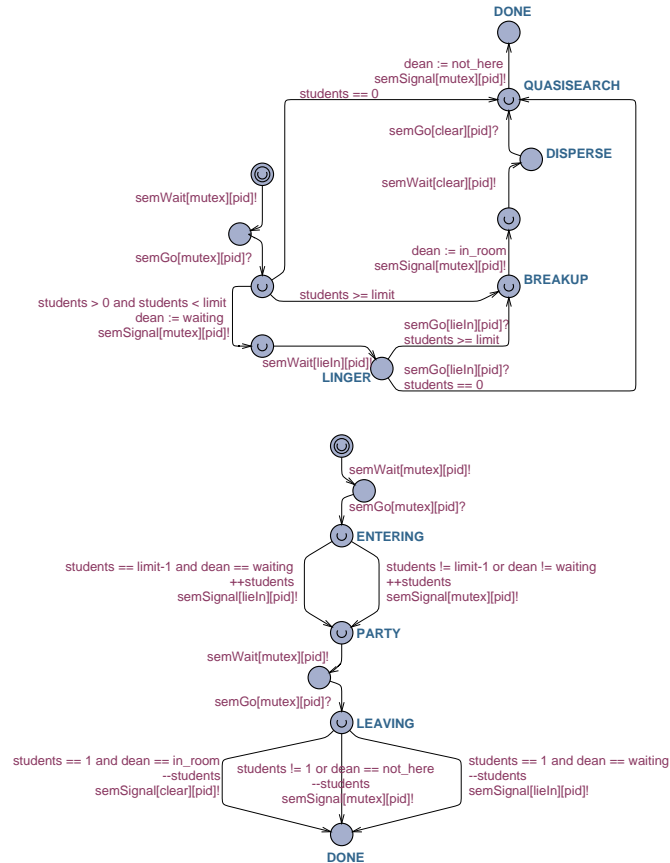 DONE
dean := not_here
semSignal[mutex][pid]!
QUASISEARCH
students == 0
semGo[clear][pid]?
DISPERSE
semWait[mutex][pid]!
semWait[clear][pid]!
semGo[mutex][pid]?
dean := in_room
semSignal[mutex][pid]!
BREAKUP
students >= limit
students > 0 and students < limit
dean := waiting
semSignal[mutex][pid]!
semGo[lieIn][pid]?
students >= limit
semWait[lieIn][pid]!
LINGER
semGo[lieIn][pid]?
students == 0
semWait[mutex][pid]!
semGo[mutex][pid]?
ENTERING
students == limit-1 and dean == waiting
++students
semSignal[lieIn][pid]!
students != limit-1 or dean != waiting
++students
semSignal[mutex][pid]!
PARTY
semWait[mutex][pid]!
semGo[mutex][pid]?
LEAVING
students == 1 and dean == in_room
--students
semSignal[clear][pid]!
students != 1 or dean == not_here
--students
semSignal[mutex][pid]!
students == 1 and dean == waiting
--students
semSignal[lieIn][pid]!
DONE